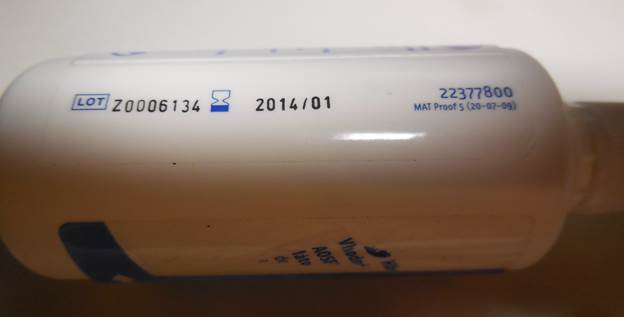 LOT Z0006134 2014/01
22377800
MAT Proof 5 (20-07-09)